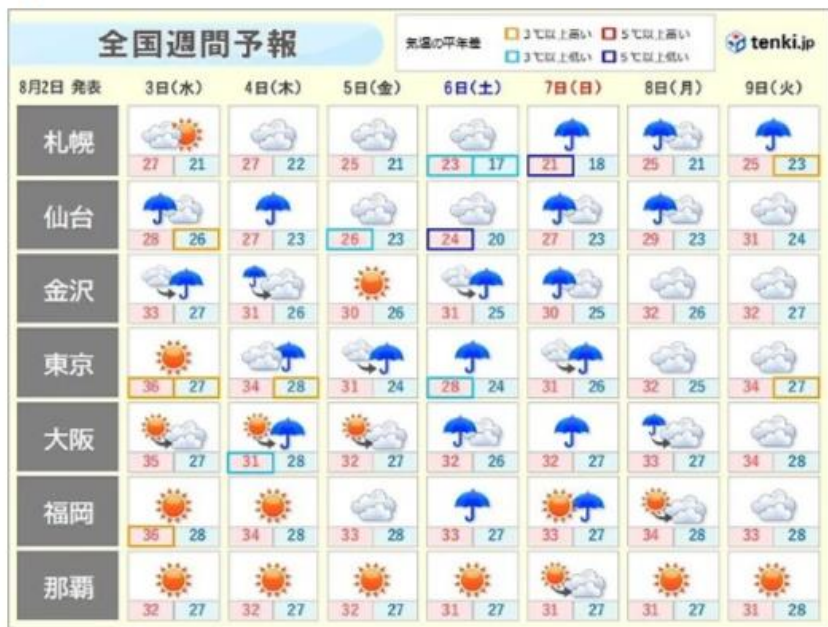 全国週間予報
気温の平年差 3℃以上高い 5℃以上高い
3℃以上低い 5℃以上低い
tenki.jp
8月2日 発表 3日(水) 4日(木) 5日(金) 6日(土) 7日(日) 8日(月) 9日(火)
札幌
27 21 27 22 25 21 23 17 21 18 25 21 25 23
仙台
28 26 27 23 26 23 24 20 27 23 29 23 31 24
金沢
33 27 31 26 30 26 31 25 30 25 32 26 32 27
東京
36 27 34 28 31 24 28 24 31 26 32 25 34 27
大阪
35 27 31 28 32 27 32 26 32 27 33 27 34 28
福岡
36 28 34 28 33 28 33 27 33 27 34 28 33 28
那覇
32 27 32 27 32 27 31 27 31 27 31 27 31 28